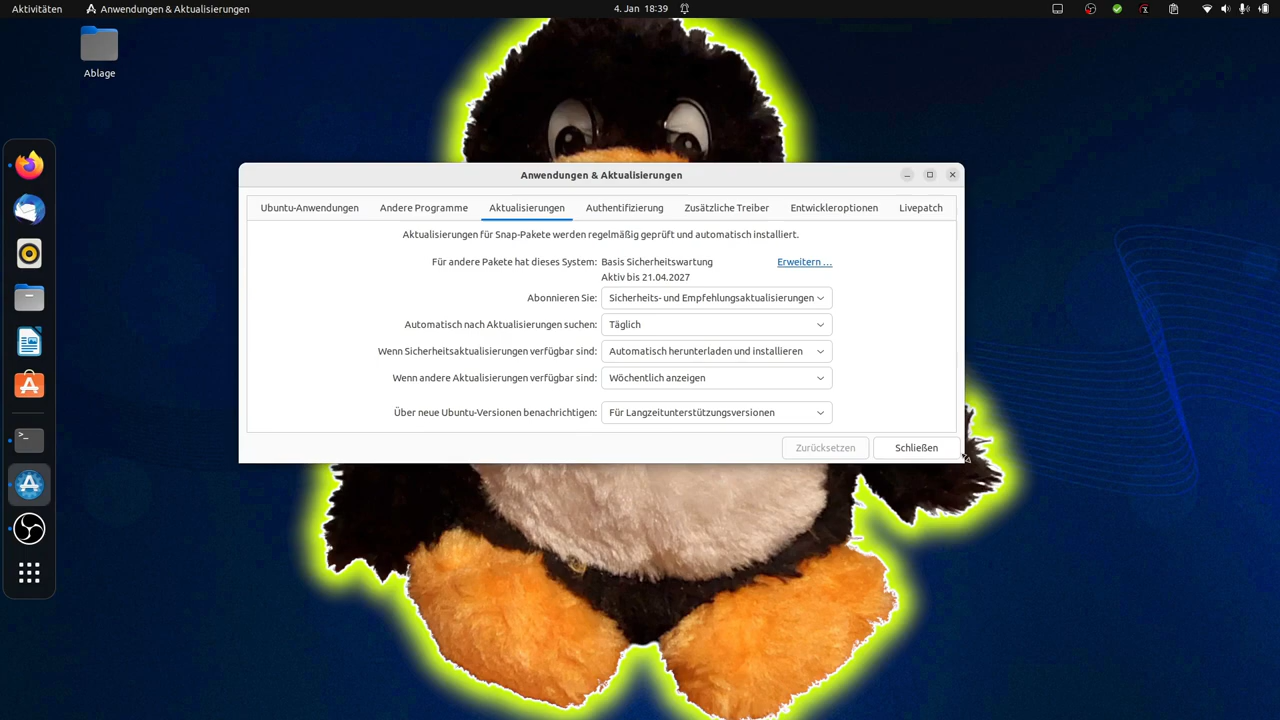 Aktivitäten
Anwendungen & Aktualisierungen
4. Jan 18:39
Ablage
Anwendungen & Aktualisierungen
Ubuntu-Anwendungen
Andere Programme
Aktualisierungen
Authentifizierung
Zusätzliche Treiber
Entwickleroptionen
Livepatch
Aktualisierungen für Snap-Pakete werden regelmäßig geprüft und automatisch installiert.
Für andere Pakete hat dieses System: Basis Sicherheitswartung Erweitern …
Aktiv bis 21.04.2027
Abonnieren Sie: Sicherheits- und Empfehlungsaktualisierungen
Automatisch nach Aktualisierungen suchen: Täglich
Wenn Sicherheitsaktualisierungen verfügbar sind: Automatisch herunterladen und installieren
Wenn andere Aktualisierungen verfügbar sind: Wöchentlich anzeigen
Über neue Ubuntu-Versionen benachrichtigen: Für Langzeitunterstützungsversionen
Zurücksetzen
Schließen